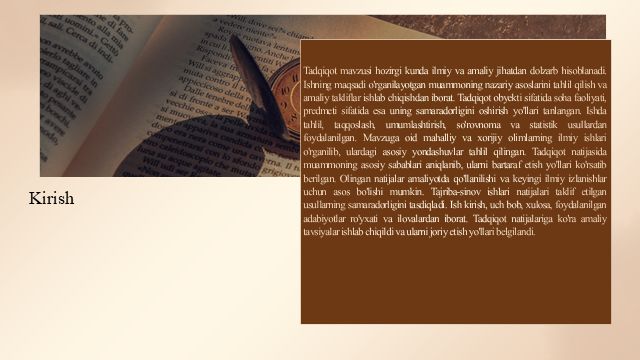 Kirish
Tadqiqot mavzusi hozirgi kunda ilmiy va amaliy jihatdan dolzarb hisoblanadi.
Ishning maqsadi o'rganilayotgan muammoning nazariy asoslarini tahlil qilish va
amaliy takliflar ishlab chiqishdan iborat. Tadqiqot obyekti sifatida soha faoliyati,
predmeti sifatida esa uning samaradorligini oshirish yo'llari tanlangan. Ishda
tahlil, taqqoslash, umumlashtirish, so'rovnoma va statistik usullardan
foydalanilgan. Mavzuga oid mahalliy va xorijiy olimlarning ilmiy ishlari
o'rganilib, ulardagi asosiy yondashuvlar tahlil qilingan. Tadqiqot natijasida
muammoning asosiy sabablari aniqlanib, ularni bartaraf etish yo'llari ko'rsatib
berilgan. Olingan natijalar amaliyotda qo'llanilishi va keyingi ilmiy izlanishlar
uchun asos bo'lishi mumkin. Tajriba-sinov ishlari natijalari taklif etilgan
usullarning samaradorligini tasdiqladi. Ish kirish, uch bob, xulosa, foydalanilgan
adabiyotlar ro'yxati va ilovalardan iborat. Tadqiqot natijalariga ko'ra amaliy
tavsiyalar ishlab chiqildi va ularni joriy etish yo'llari belgilandi.